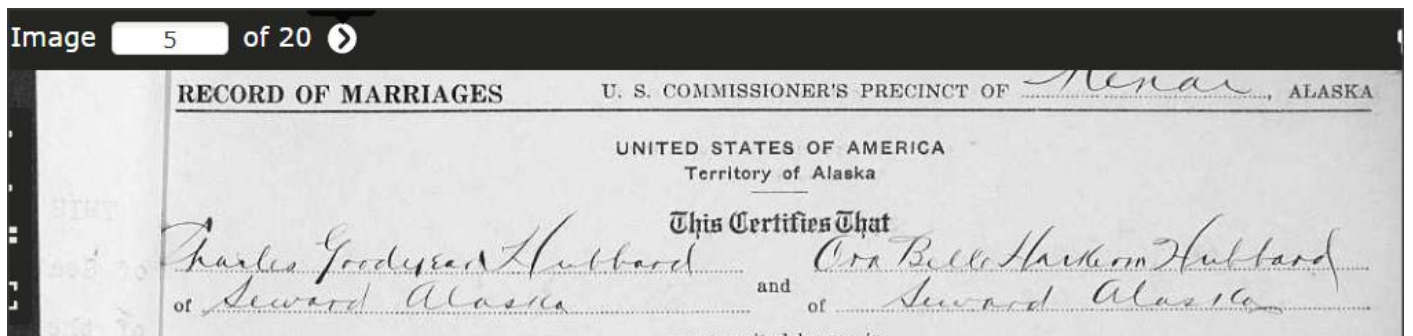 Image 5 of 20
RECORD OF MARRIAGES U. S. COMMISSIONER'S PRECINCT OF Kenai, ALASKA
UNITED STATES OF AMERICA
Territory of Alaska
This Certifies That
Charles Goodyear Hubbard and Ora Belle Harkom Hubbard
of Seward Alaska of Seward Alaska